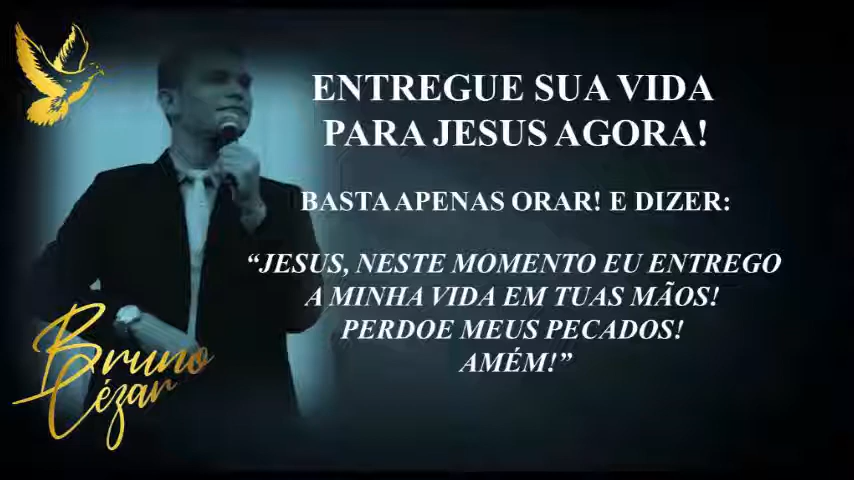 ENTREGUE SUA VIDA
PARA JESUS AGORA!
BASTA APENAS ORAR! E DIZER:
“JESUS, NESTE MOMENTO EU ENTREGO
A MINHA VIDA EM TUAS MÃOS!
PERDOE MEUS PECADOS!
AMÉM!”
Bruno
Cézar